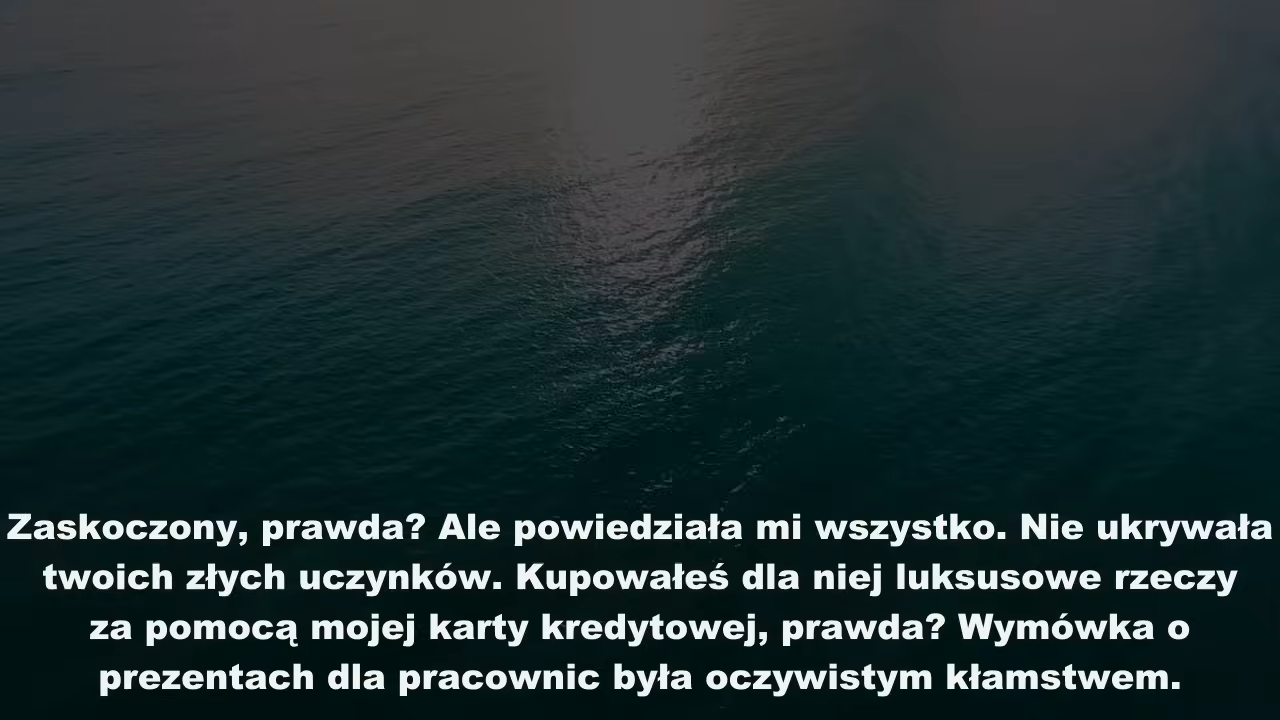 Zaskoczony, prawda? Ale powiedziała mi wszystko. Nie ukrywała
twoich złych uczynków. Kupowałeś dla niej luksusowe rzeczy
za pomocą mojej karty kredytowej, prawda? Wymówka o
prezentach dla pracownic była oczywistym kłamstwem.